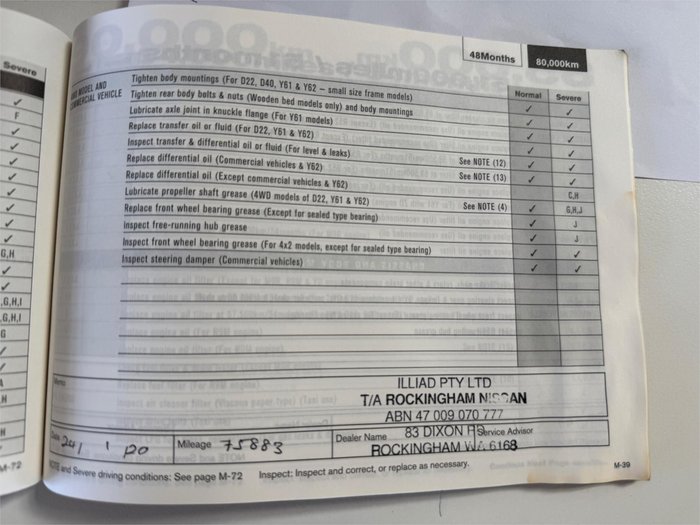 48Months 80,000km
Severe
Normal Severe
4WD MODEL AND
COMMERCIAL VEHICLE
Tighten body mountings (For D22, D40, Y61 & Y62 – small size frame models) ✓ ✓
Tighten rear body bolts & nuts (Wooden bed models only) and body mountings ✓ ✓
Lubricate axle joint in knuckle flange (For Y61 models) ✓ ✓
Replace transfer oil or fluid (For D22, Y61 & Y62) ✓ ✓
Inspect transfer & differential oil or fluid (For level & leaks) ✓ ✓
Replace differential oil (Commercial vehicles & Y62) See NOTE (12) ✓ ✓
Replace differential oil (Except commercial vehicles & Y62) See NOTE (13) ✓ ✓
Lubricate propeller shaft grease (4WD models of D22, Y61 & Y62) C,H
Replace front wheel bearing grease (Except for sealed type bearing) See NOTE (4) ✓ G,H,J
Inspect free-running hub grease ✓ J
Inspect front wheel bearing grease (For 4x2 models, except for sealed type bearing) ✓ J
Inspect steering damper (Commercial vehicles) ✓ ✓
✓
F
✓
✓
✓
✓
✓
✓
✓
G,H
✓
✓
,G,H,I
,G,H,I
G
✓
✓
A
H
H
M-72
Memo
ILLIAD PTY LTD
T/A ROCKINGHAM NISSAN
ABN 47 009 070 777
83 DIXON RD
ROCKINGHAM WA 6168
Date 24/ 1 /20
Mileage 75883
Dealer Name
Service Advisor
NOTE and Severe driving conditions: See page M-72 Inspect: Inspect and correct, or replace as necessary.
M-39